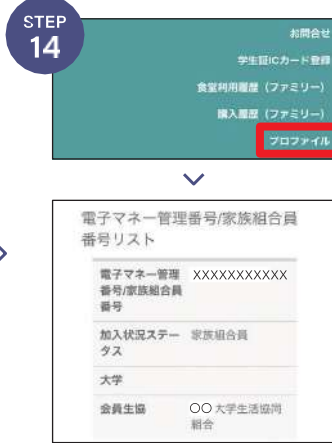 STEP
14
お問合せ
学生証ICカード登録
食堂利用履歴（ファミリー）
購入履歴（ファミリー）
プロファイル
電子マネー管理番号/家族組合員
番号リスト
電子マネー管理 XXXXXXXXXXX
番号/家族組合員
番号
加入状況ステー 家族組合員
タス
大学
会員生協 〇〇大学生活協同
組合